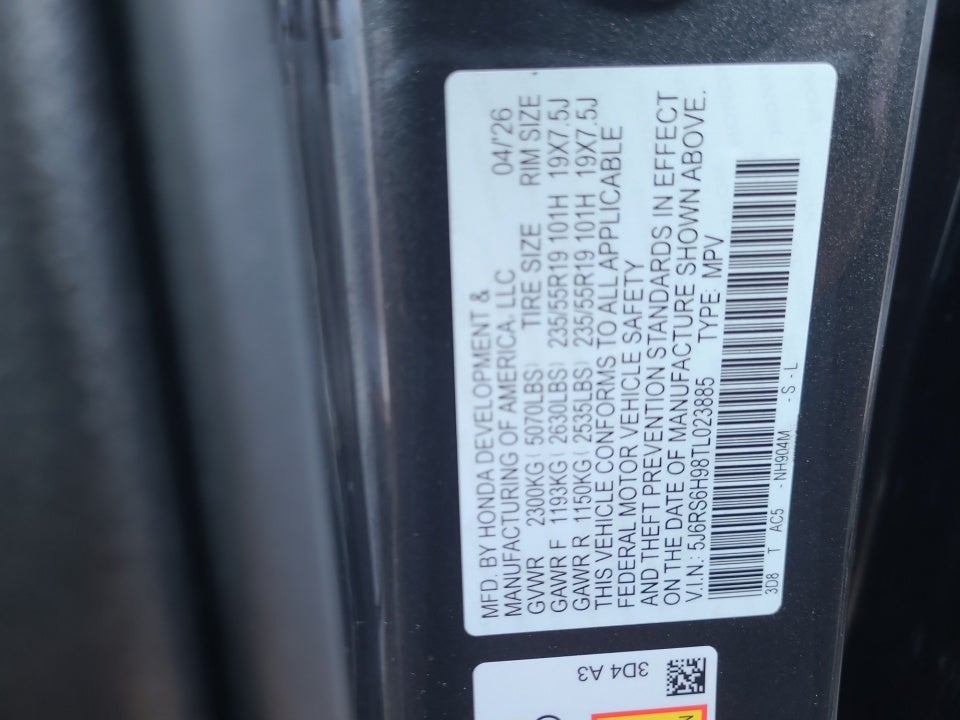 MFD. BY HONDA DEVELOPMENT &
MANUFACTURING OF AMERICA, LLC 04/'26
GVWR 2300KG ( 5070LBS) TIRE SIZE RIM SIZE
GAWR F 1193KG ( 2630LBS) 235/55R19 101H 19X7.5J
GAWR R 1150KG ( 2535LBS) 235/55R19 101H 19X7.5J
THIS VEHICLE CONFORMS TO ALL APPLICABLE
FEDERAL MOTOR VEHICLE SAFETY
AND THEFT PREVENTION STANDARDS IN EFFECT
ON THE DATE OF MANUFACTURE SHOWN ABOVE.
V.I.N.: 5J6RS6H98TL023885 TYPE: MPV
3D8 T AC5 - NH904M - S - L
3D4 A3